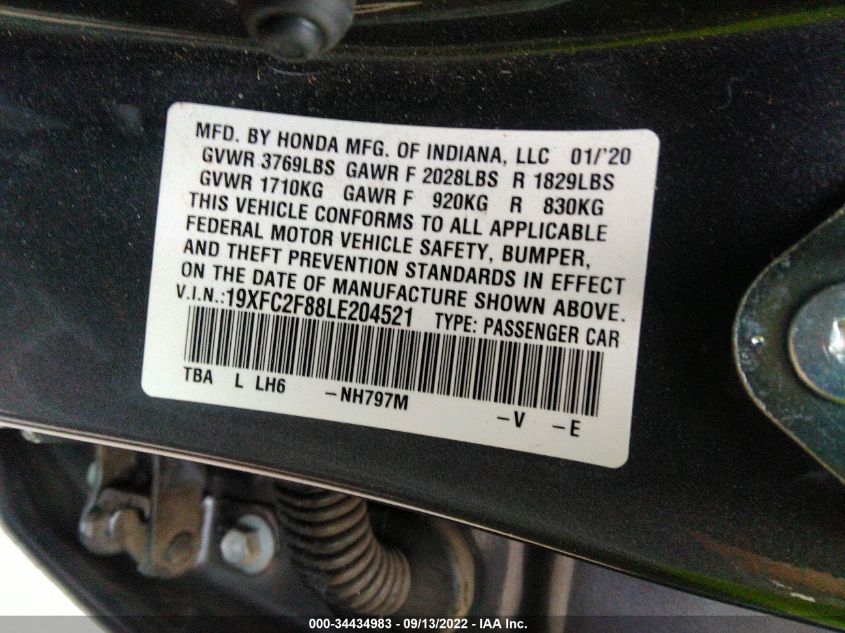 MFD. BY HONDA MFG. OF INDIANA, LLC 01/'20
GVWR 3769LBS GAWR F 2028LBS R 1829LBS
GVWR 1710KG GAWR F 920KG R 830KG
THIS VEHICLE CONFORMS TO ALL APPLICABLE
FEDERAL MOTOR VEHICLE SAFETY, BUMPER,
AND THEFT PREVENTION STANDARDS IN EFFECT
ON THE DATE OF MANUFACTURE SHOWN ABOVE.
V.I.N.:19XFC2F88LE204521 TYPE: PASSENGER CAR
TBA L LH6 -NH797M -V -E
000-34434983 - 09/13/2022 - IAA Inc.